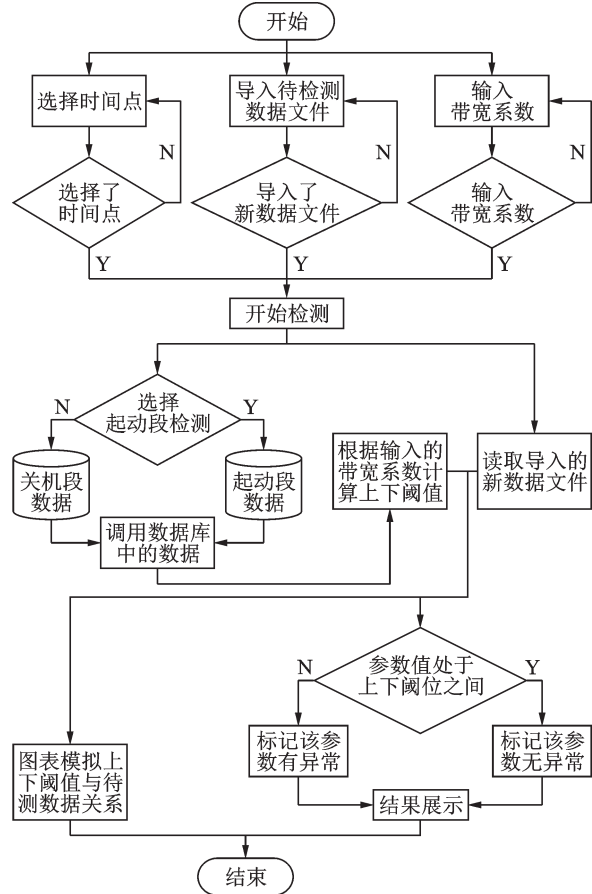 开始
选择时间点
导入待检测
数据文件
输入
带宽系数
N
N
N
选择了
时间点
导入了
新数据文件
输入
带宽系数
Y
Y
Y
开始检测
选择
起动段检测
N
Y
关机段
数据
起动段
数据
根据输入的
带宽系数计
算上下阈值
读取导入的
新数据文件
调用数据库
中的数据
参数值处于
上下阈位之间
N
Y
标记该参
数有异常
标记该参
数无异常
图表模拟上
下阈值与待
测数据关系
结果展示
结束